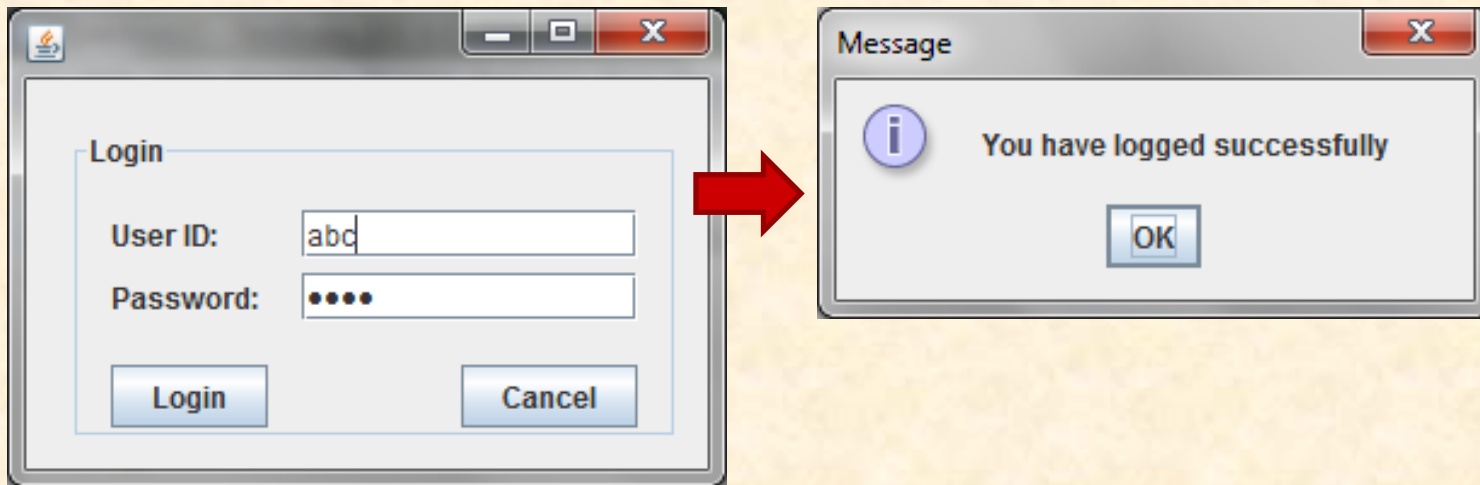 Login
User ID: abc
Password: ••••
Login Cancel
Message
i
You have logged successfully
OK